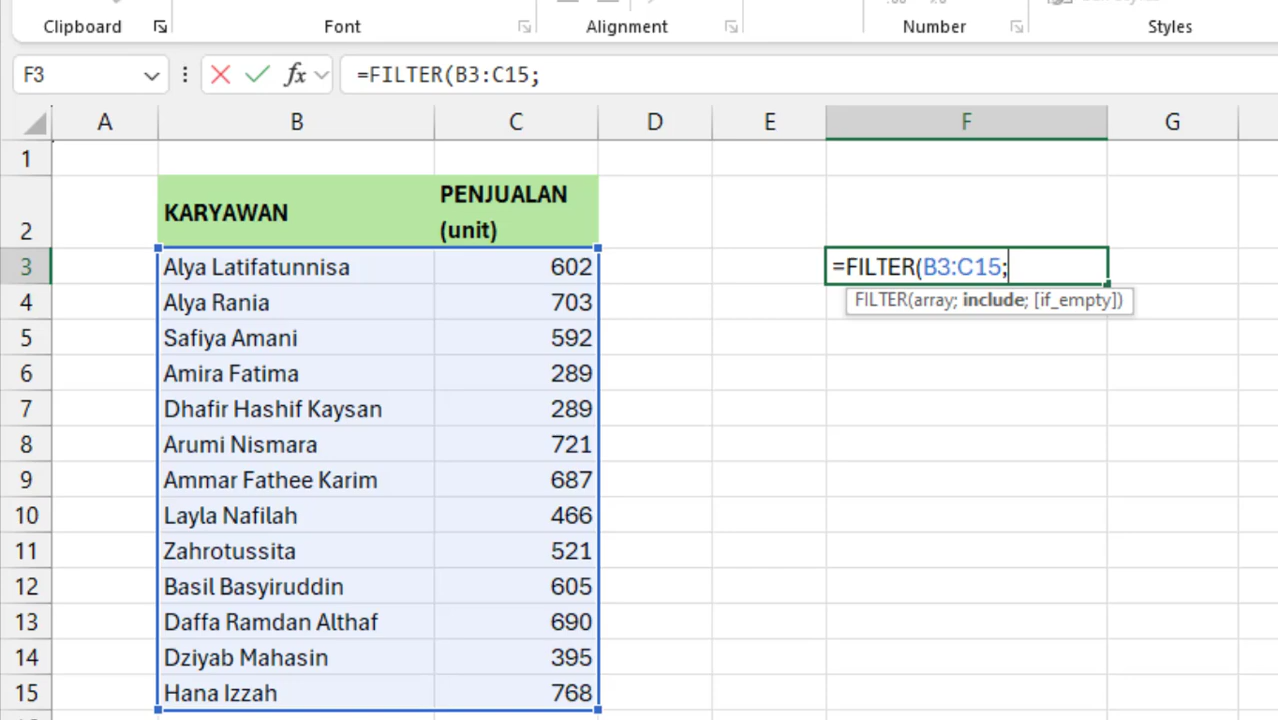 Clipboard Font Alignment Number Styles
F3 fx =FILTER(B3:C15;
A B C D E F G
1
2 KARYAWAN PENJUALAN
(unit)
3 Alya Latifatunnisa 602 =FILTER(B3:C15;
FILTER(array; include; [if_empty])
4 Alya Rania 703
5 Safiya Amani 592
6 Amira Fatima 289
7 Dhafir Hashif Kaysan 289
8 Arumi Nismara 721
9 Ammar Fathee Karim 687
10 Layla Nafilah 466
11 Zahrotussita 521
12 Basil Basyiruddin 605
13 Daffa Ramdan Althaf 690
14 Dziyab Mahasin 395
15 Hana Izzah 768